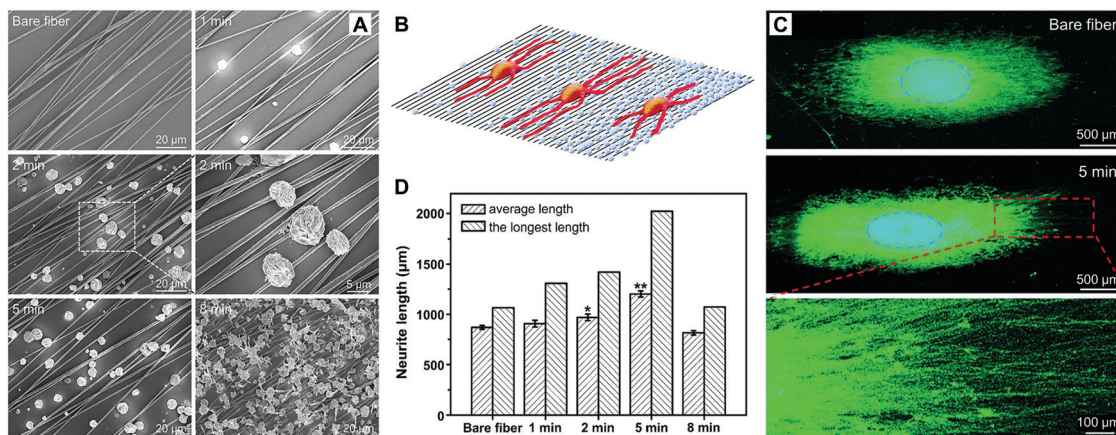 Bare fiber
A
1 min
20 μm
20 μm
2 min
2 min
20 μm
5 μm
5 min
8 min
20 μm
20 μm
B
D
average length
the longest length
Neurite length (μm)
2000
1500
1000
500
0
*
**
Bare fiber 1 min 2 min 5 min 8 min
C
Bare fiber
500 μm
5 min
500 μm
100 μm